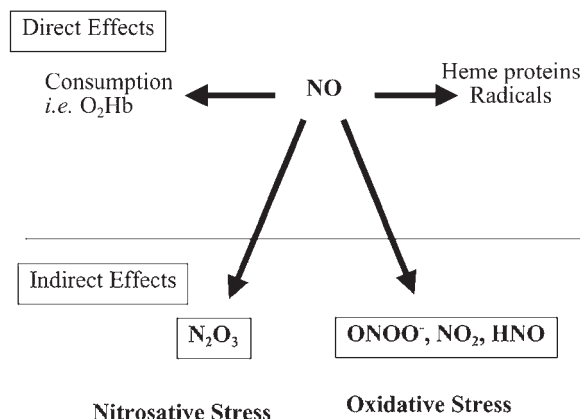 Direct Effects
Consumption
i.e. O₂Hb
NO
Heme proteins
Radicals
Indirect Effects
N₂O₃
ONOO⁻, NO₂, HNO
Nitrosative Stress
Oxidative Stress